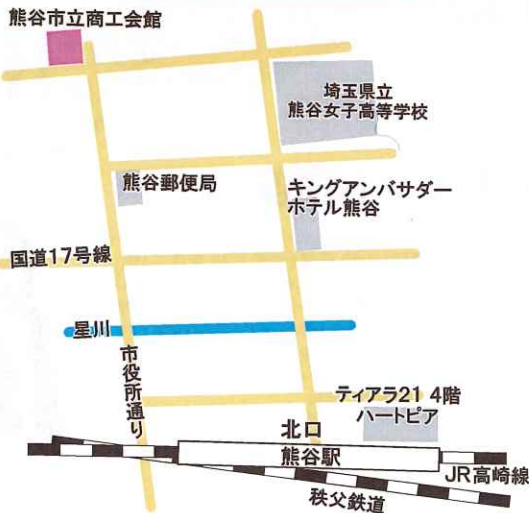 熊谷市立商工会館
埼玉県立
熊谷女子高等学校
熊谷郵便局
キングアンバサダー
ホテル熊谷
国道17号線
星川
市役所通り
ティアラ21 4階
ハートピア
北口
熊谷駅
JR高崎線
秩父鉄道